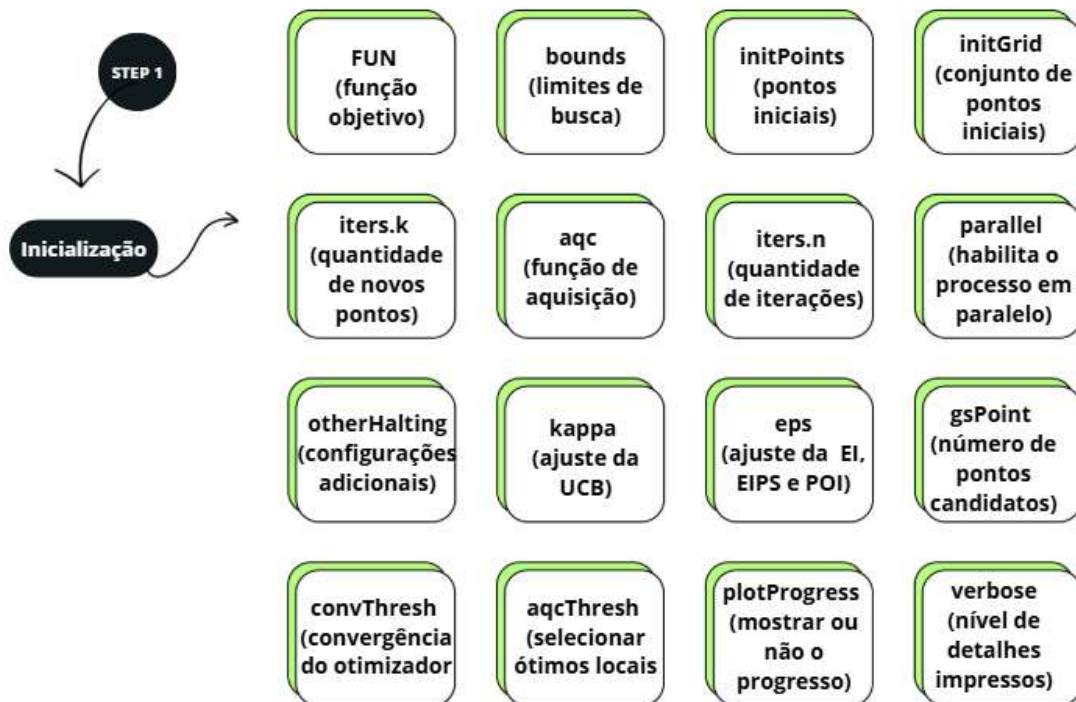 STEP 1
Inicialização
FUN
(função
objetivo)
bounds
(limites de
busca)
initPoints
(pontos
iniciais)
initGrid
(conjunto de
pontos
iniciais)
iters.k
(quantidade
de novos
pontos)
aqc
(função de
aquisição)
iters.n
(quantidade
de iterações)
parallel
(habilita o
processo em
paralelo)
otherHalting
(configurações
adicionais)
kappa
(ajuste da
UCB)
eps
(ajuste da EI,
EIPS e POI)
gsPoint
(número de
pontos
candidatos)
convThresh
(convergência
do otimizador
aqcThresh
(selecionar
ótimos locais
plotProgress
(mostrar ou
não o
progresso)
verbose
(nível de
detalhes
impressos)